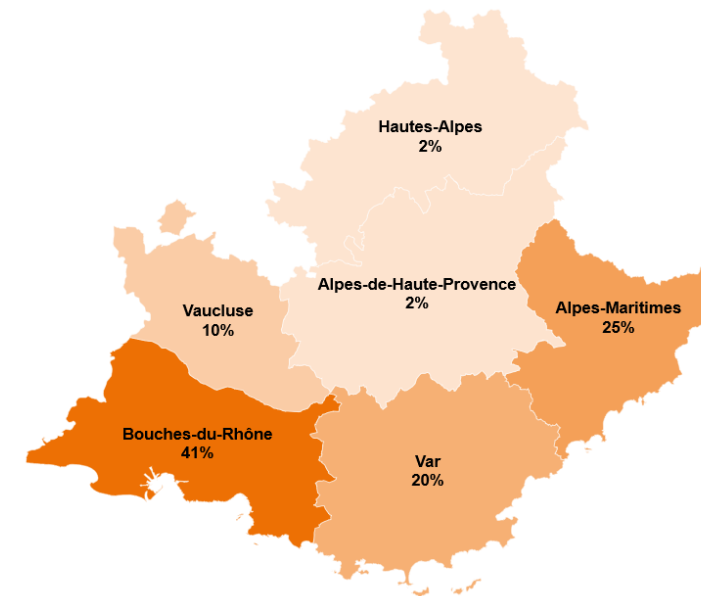 Hautes-Alpes
2%
Alpes-de-Haute-Provence
2%
Vaucluse
10%
Alpes-Maritimes
25%
Bouches-du-Rhône
41%
Var
20%